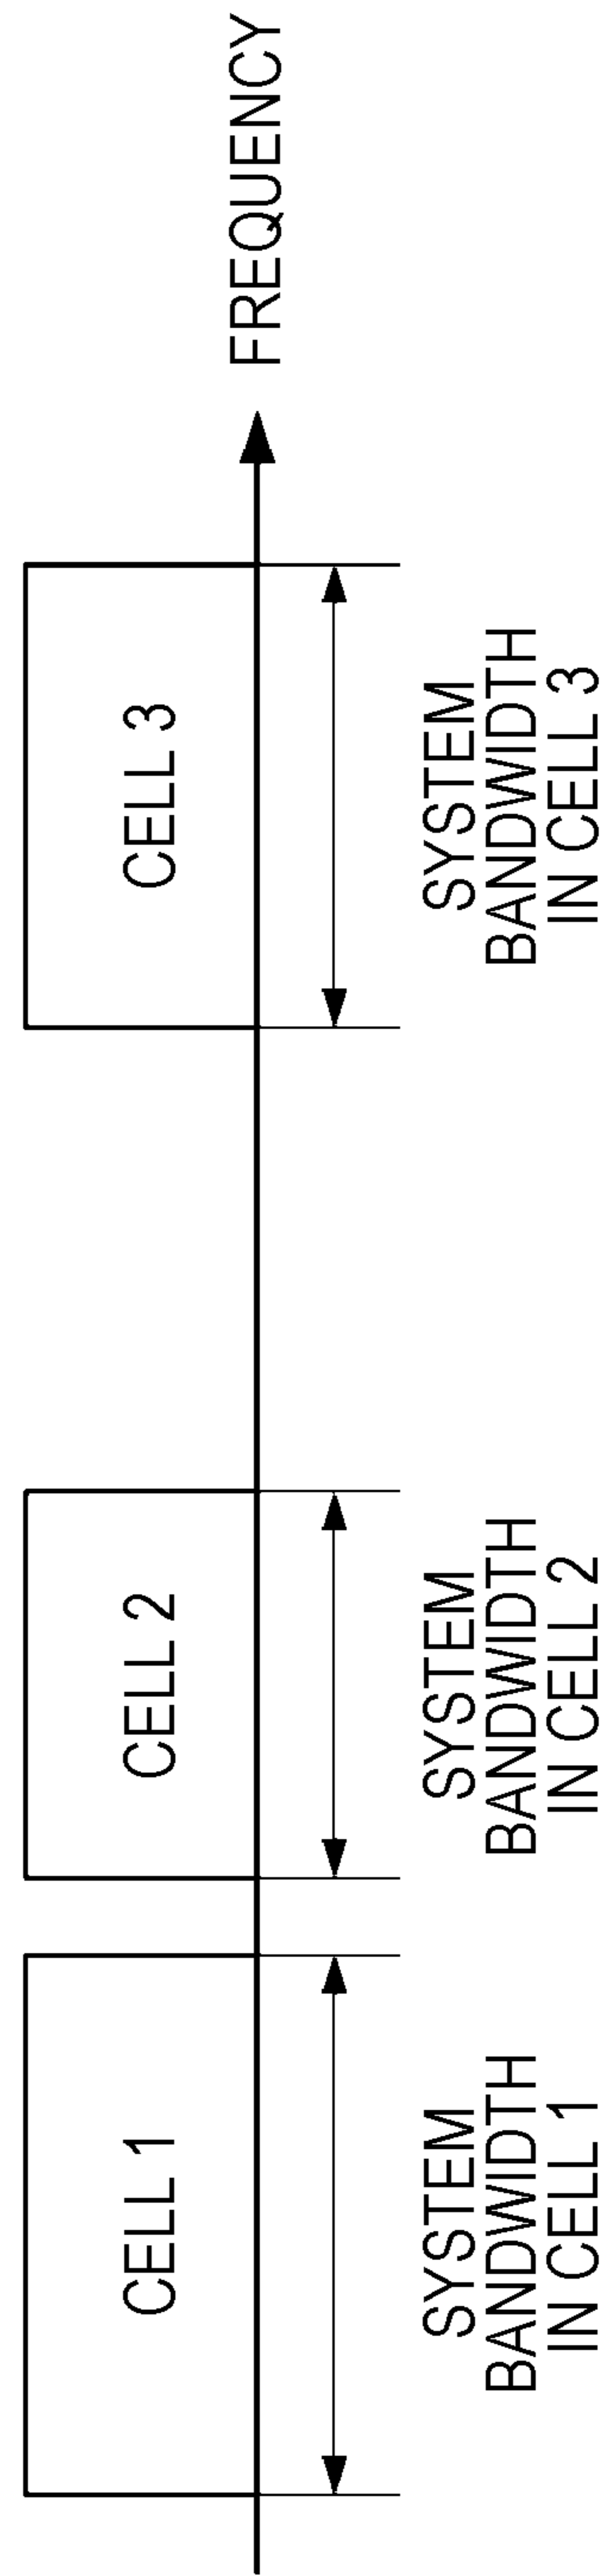 CELL 1
CELL 2
CELL 3
FREQUENCY
SYSTEM
BANDWIDTH
IN CELL 1
SYSTEM
BANDWIDTH
IN CELL 2
SYSTEM
BANDWIDTH
IN CELL 3